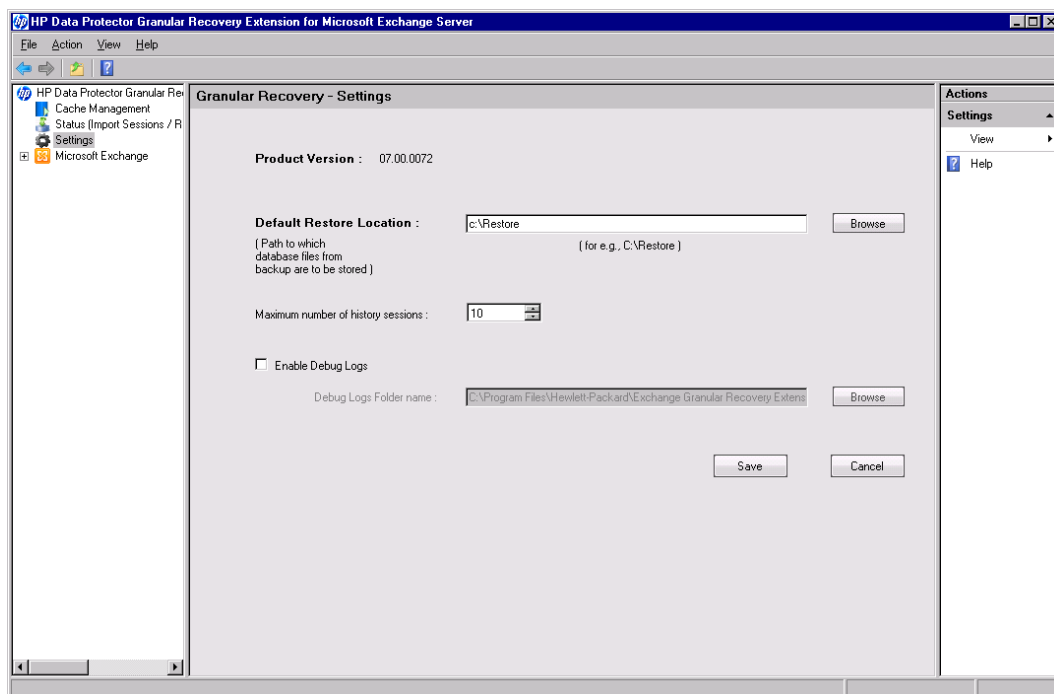 hp HP Data Protector Granular Recovery Extension for Microsoft Exchange Server
File Action View Help
HP Data Protector Granular Re
Cache Management
Status (Import Sessions / R
Settings
Microsoft Exchange
Granular Recovery - Settings
Product Version : 07.00.0072
Default Restore Location : c:\Restore Browse
( Path to which ( for e.g., C:\Restore )
database files from
backup are to be stored )
Maximum number of history sessions : 10
Enable Debug Logs
Debug Logs Folder name : C:\Program Files\Hewlett-Packard\Exchange Granular Recovery Extens Browse
Save Cancel
Actions
Settings
View
? Help